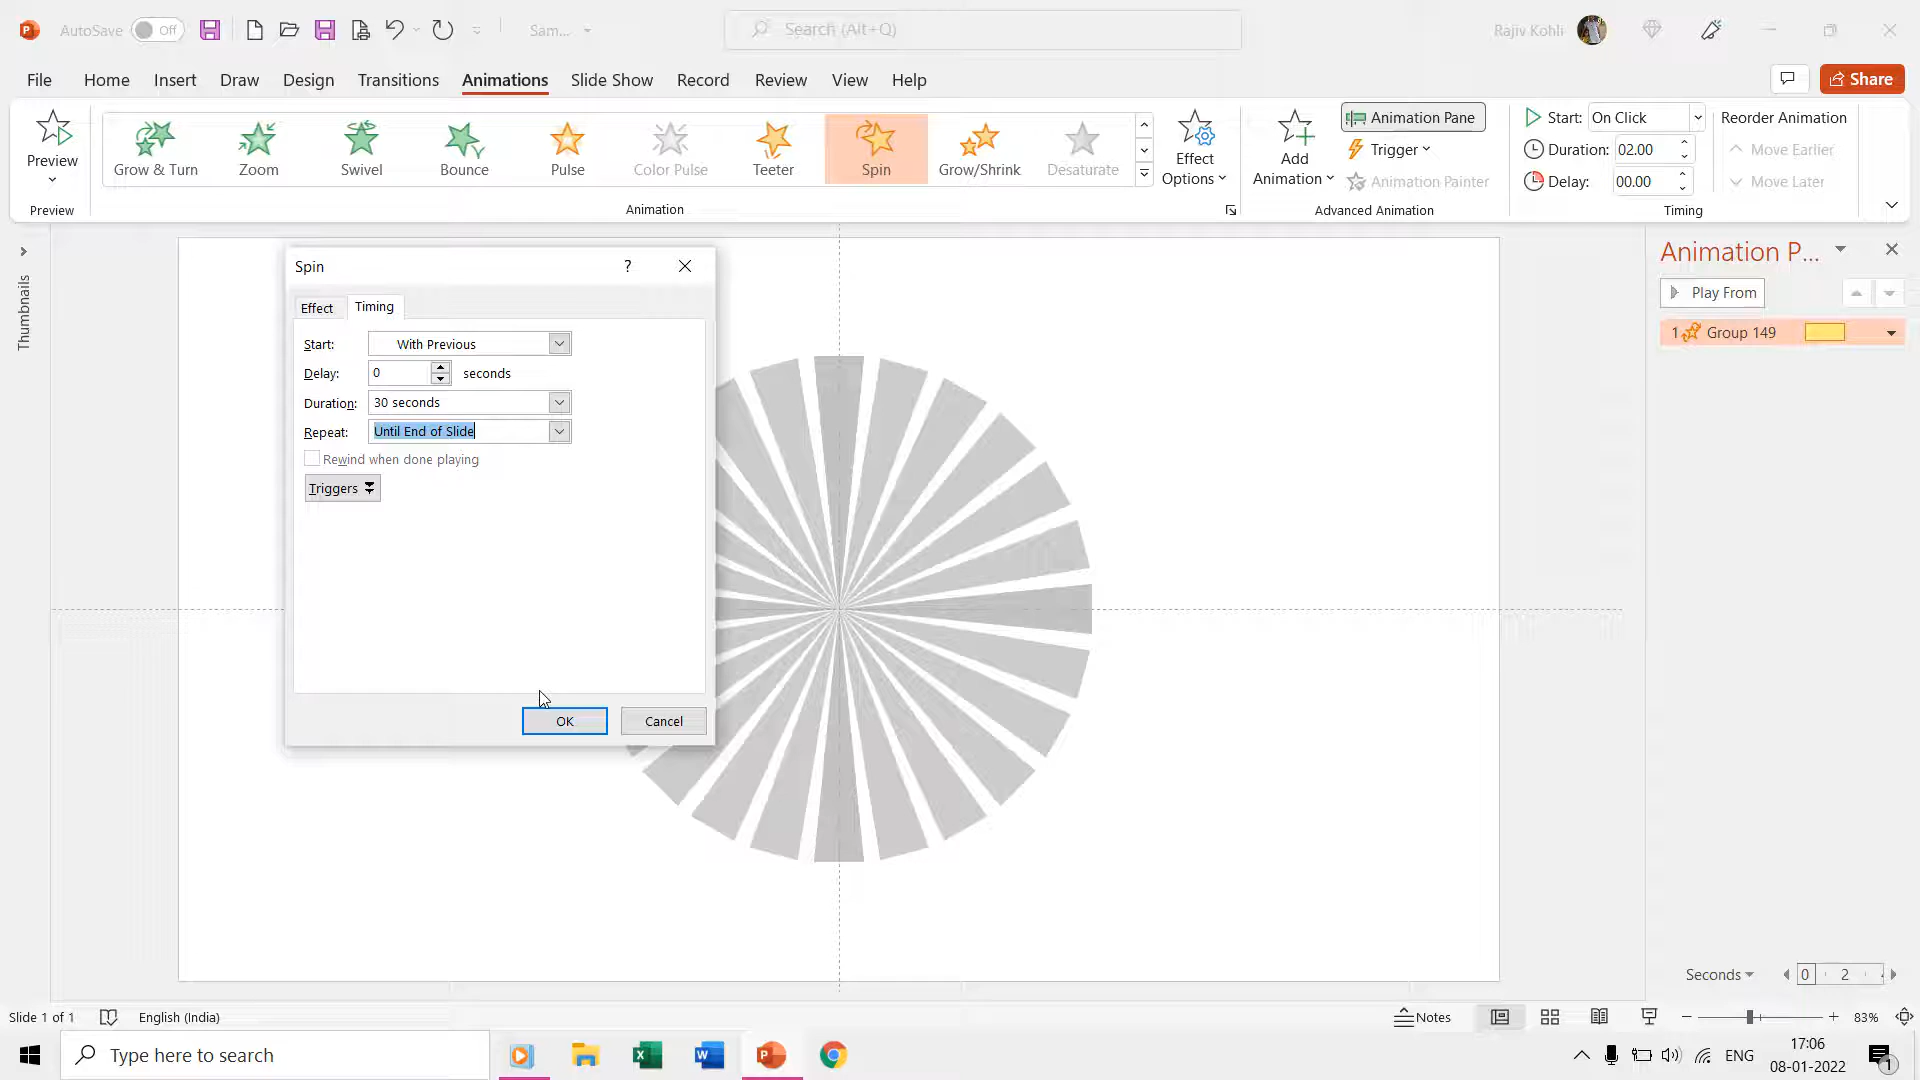 AutoSave Off Sam... Search (Alt+Q) Rajiv Kohli
File Home Insert Draw Design Transitions Animations Slide Show Record Review View Help Share
Preview
Grow & Turn Zoom Swivel Bounce Pulse Color Pulse Teeter Spin Grow/Shrink Desaturate
Effect Options
Add Animation
Animation Pane
Trigger
Animation Painter
Start: On Click
Duration: 02.00
Delay: 00.00
Reorder Animation
Move Earlier
Move Later
Preview Animation Advanced Animation Timing
Thumbnails
Spin ?
Effect Timing
Start: With Previous
Delay: 0 seconds
Duration: 30 seconds
Repeat: Until End of Slide
Rewind when done playing
Triggers
OK Cancel
Animation P...
Play From
1 Group 149
Seconds 0 2
Slide 1 of 1 English (India) Notes 83%
Type here to search
ENG
17:06
08-01-2022
1